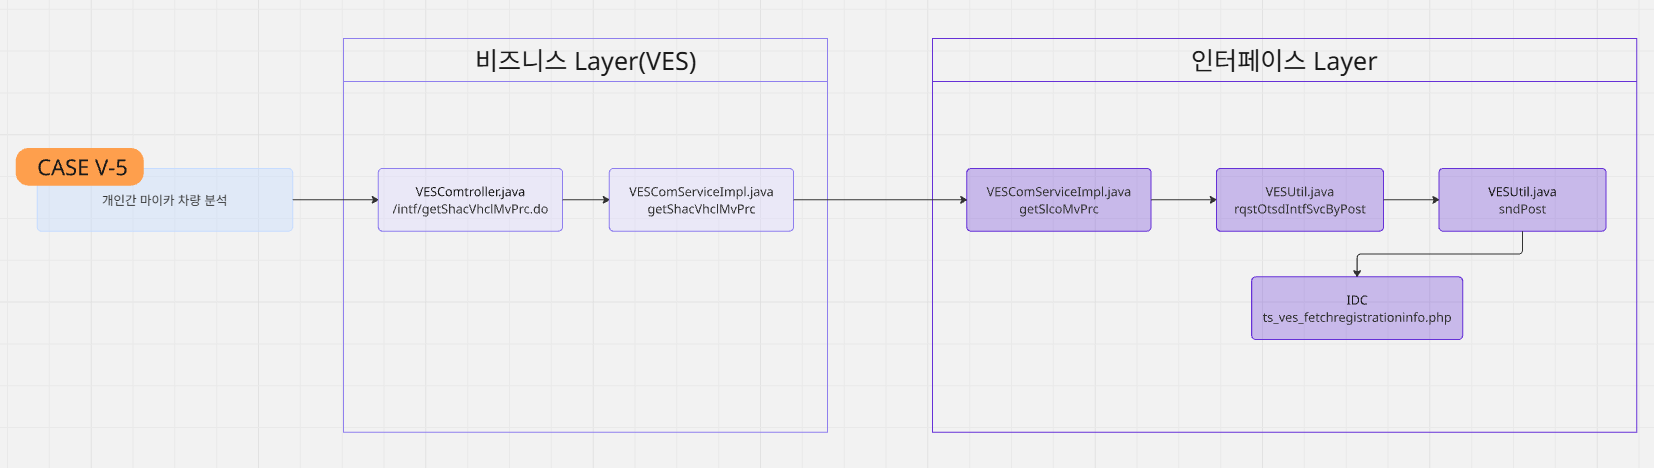 비즈니스 Layer(VES)
인터페이스 Layer
CASE V-5
개인간 마이카 차량 분석
VESComtroller.java
/intf/getShacVhclMvPrc.do
VESComServiceImpl.java
getShacVhclMvPrc
VESComServiceImpl.java
getSlcoMvPrc
VESUtil.java
rqstOtsdIntfSvcByPost
VESUtil.java
sndPost
IDC
ts_ves_fetchregistrationinfo.php